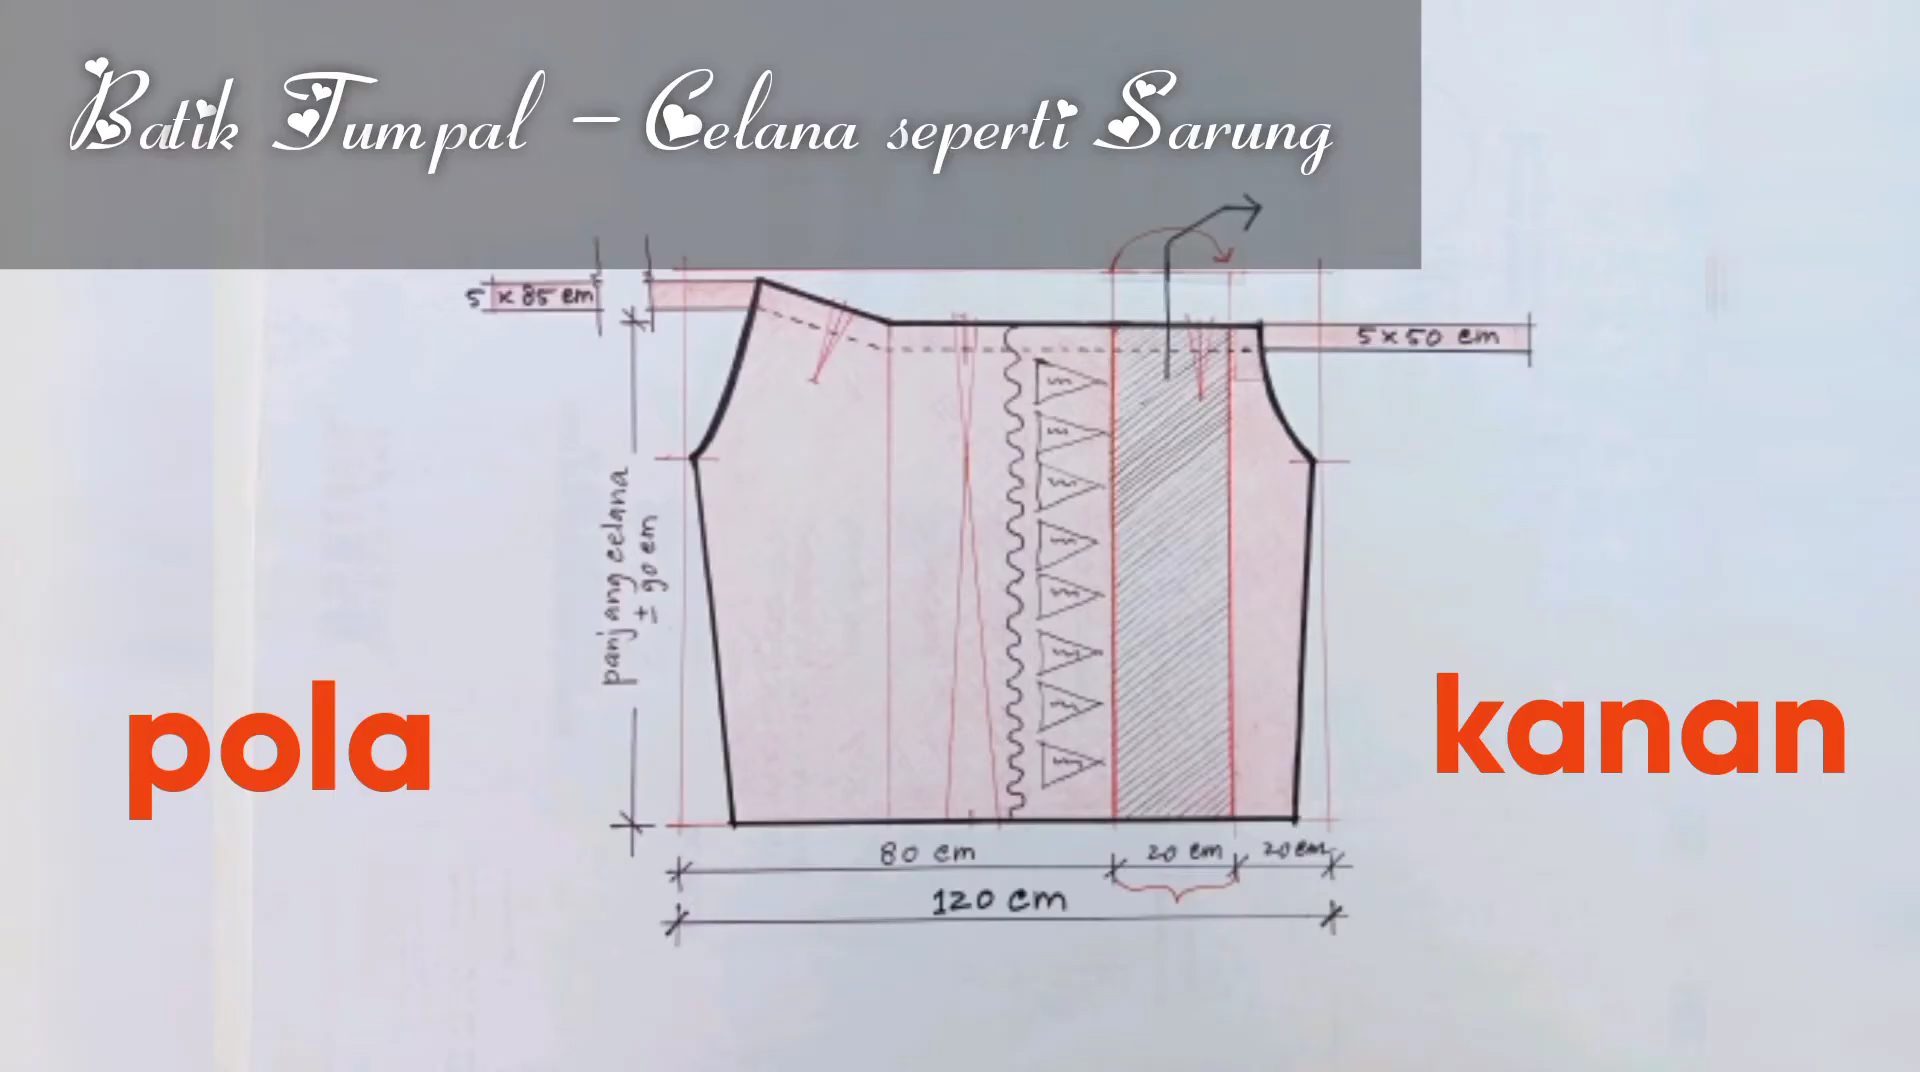 Batik Tumpal - Celana seperti Sarung
5 x 85 cm
5 x 50 cm
panjang celana
± 90 cm
pola
kanan
80 cm
20 cm
20 cm
120 cm